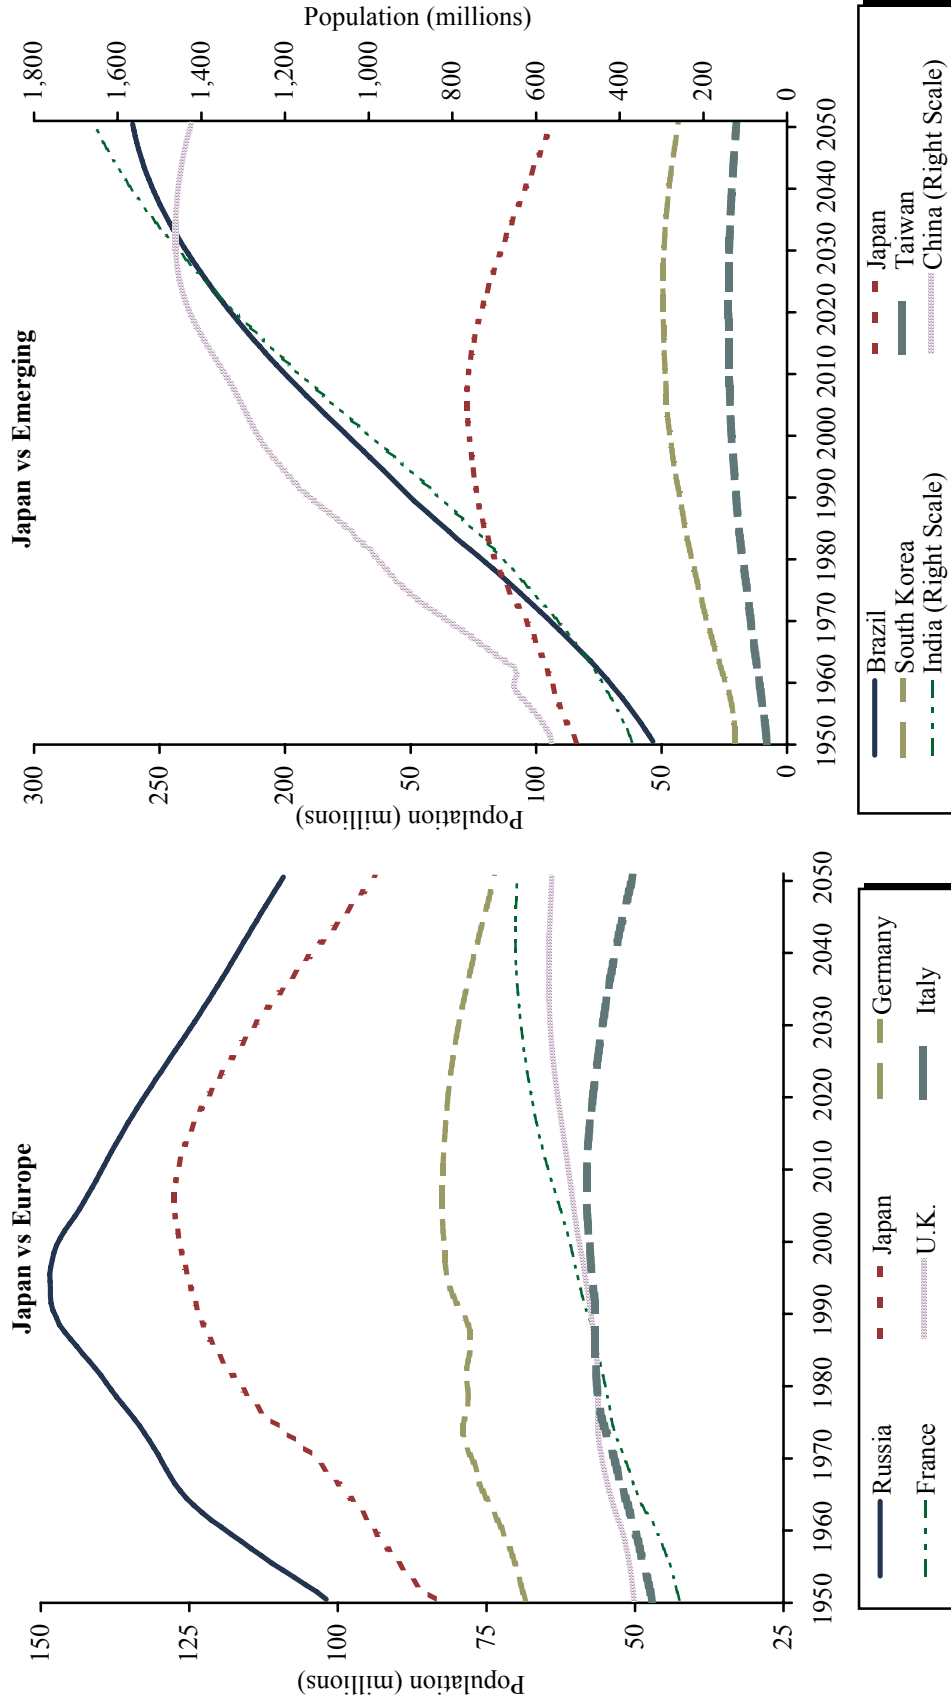 Japan vs Europe
Population (millions)
150
125
100
75
50
25
1950 1960 1970 1980 1990 2000 2010 2020 2030 2040 2050
Russia Japan Germany
France U.K. Italy
Japan vs Emerging
Population (millions)
300
250
200
150
100
50
0
Population (millions)
1,800
1,600
1,400
1,200
1,000
800
600
400
200
0
1950 1960 1970 1980 1990 2000 2010 2020 2030 2040 2050
Brazil Japan
South Korea Taiwan
India (Right Scale) China (Right Scale)